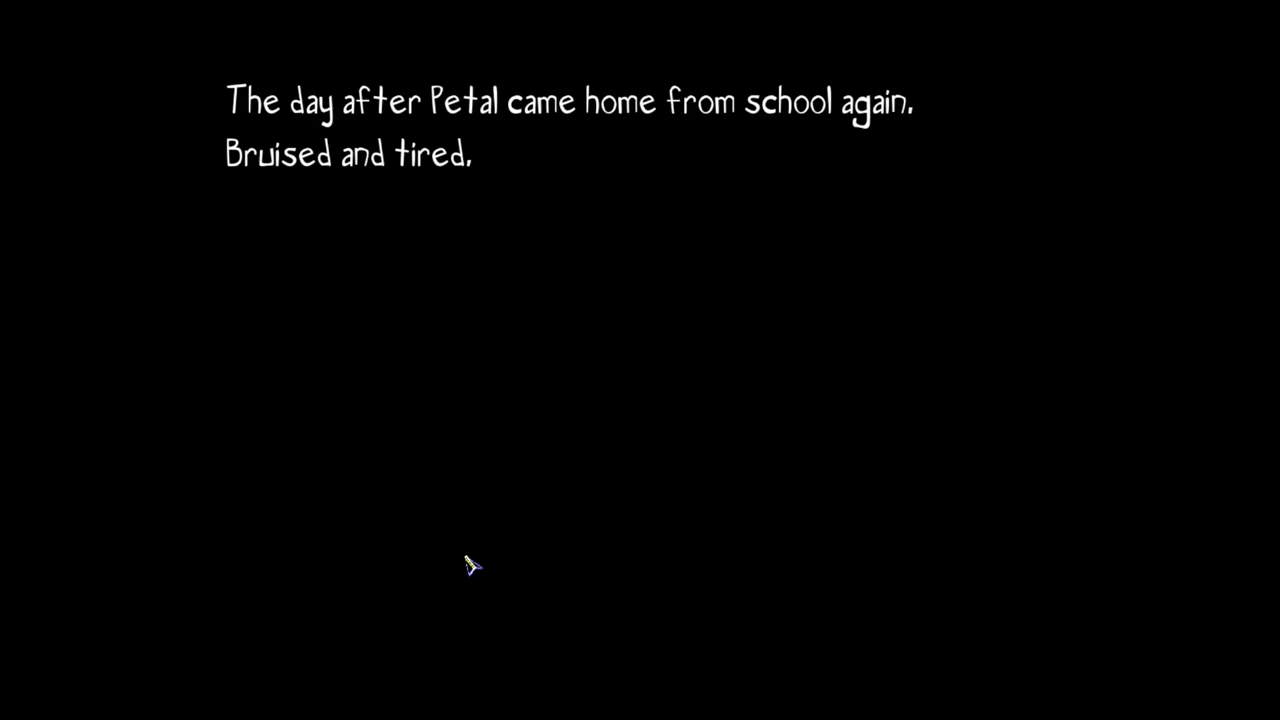 The day after Petal came home from school again.
Bruised and tired.